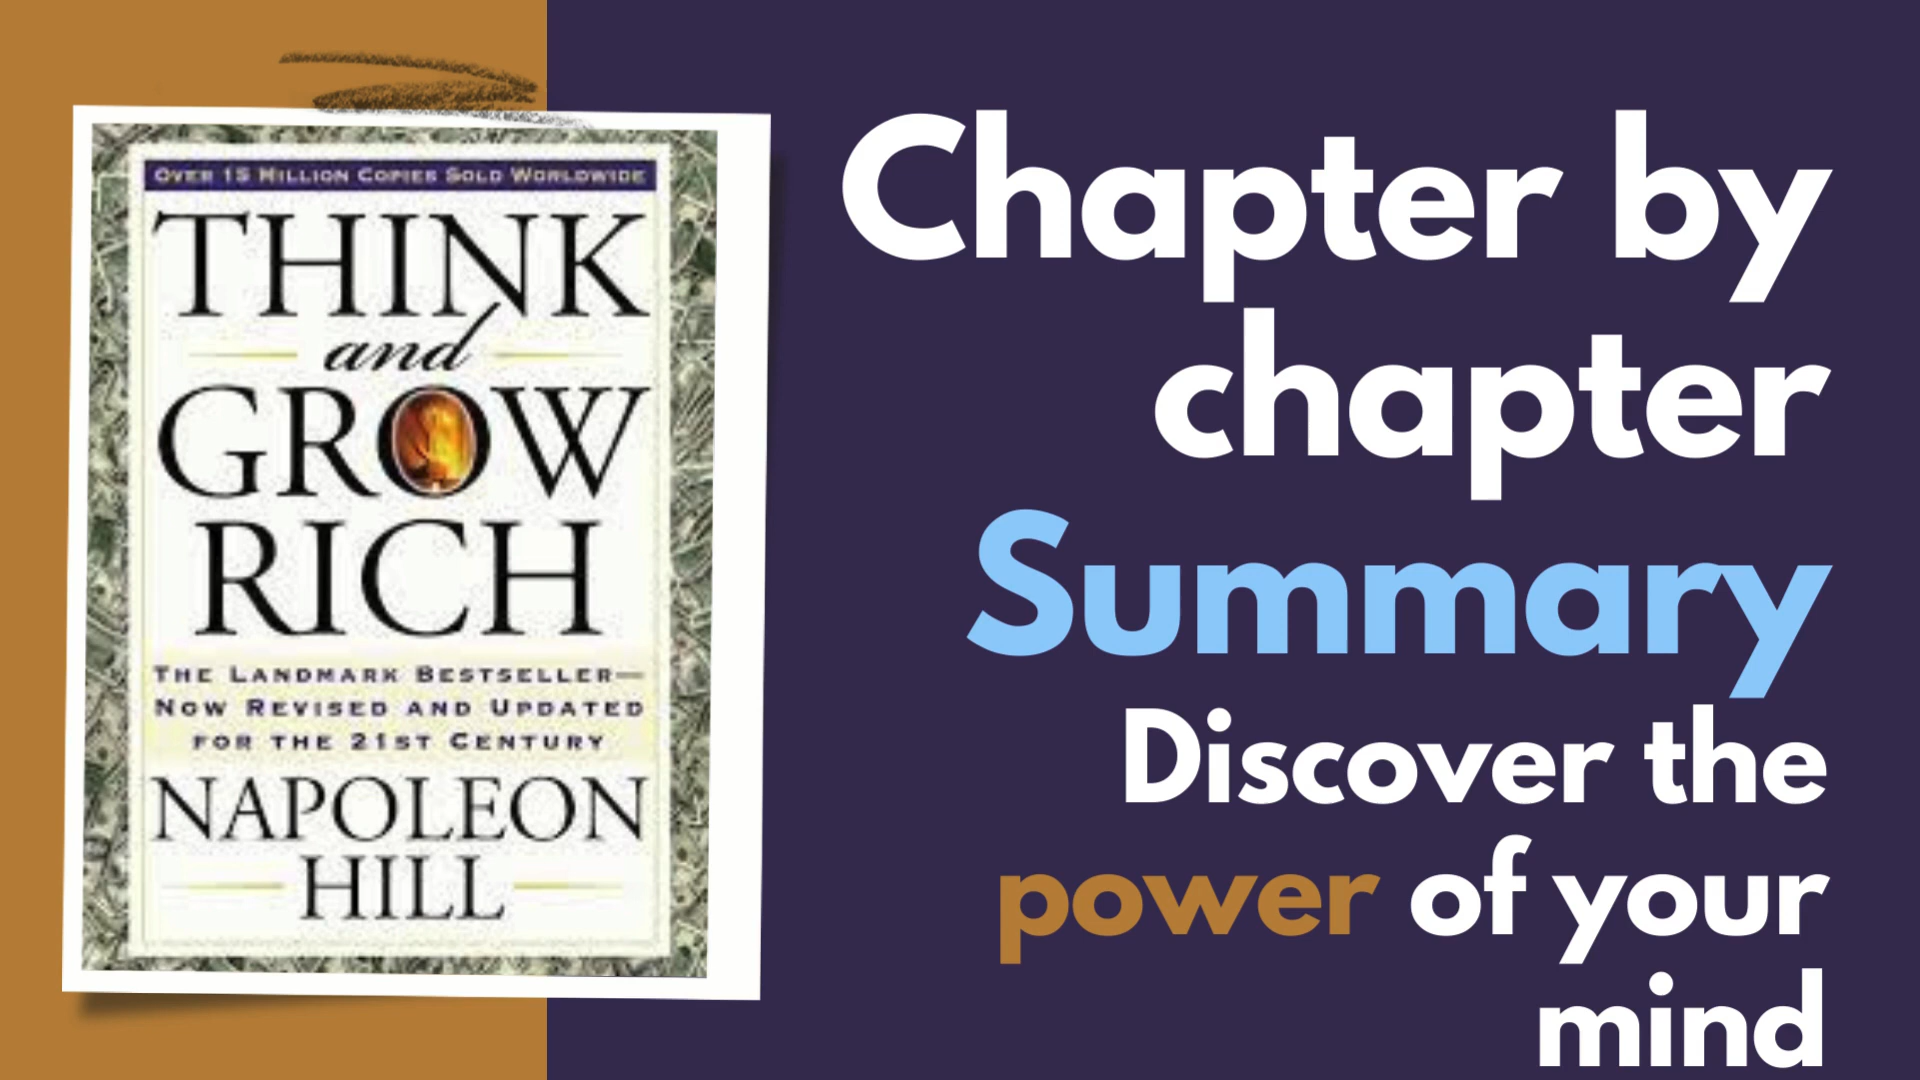 OVER 15 MILLION COPIES SOLD WORLDWIDE
THINK
and
GROW
RICH
THE LANDMARK BESTSELLER—
NOW REVISED AND UPDATED
FOR THE 21ST CENTURY
NAPOLEON
HILL
Chapter by
chapter
Summary
Discover the
power of your
mind